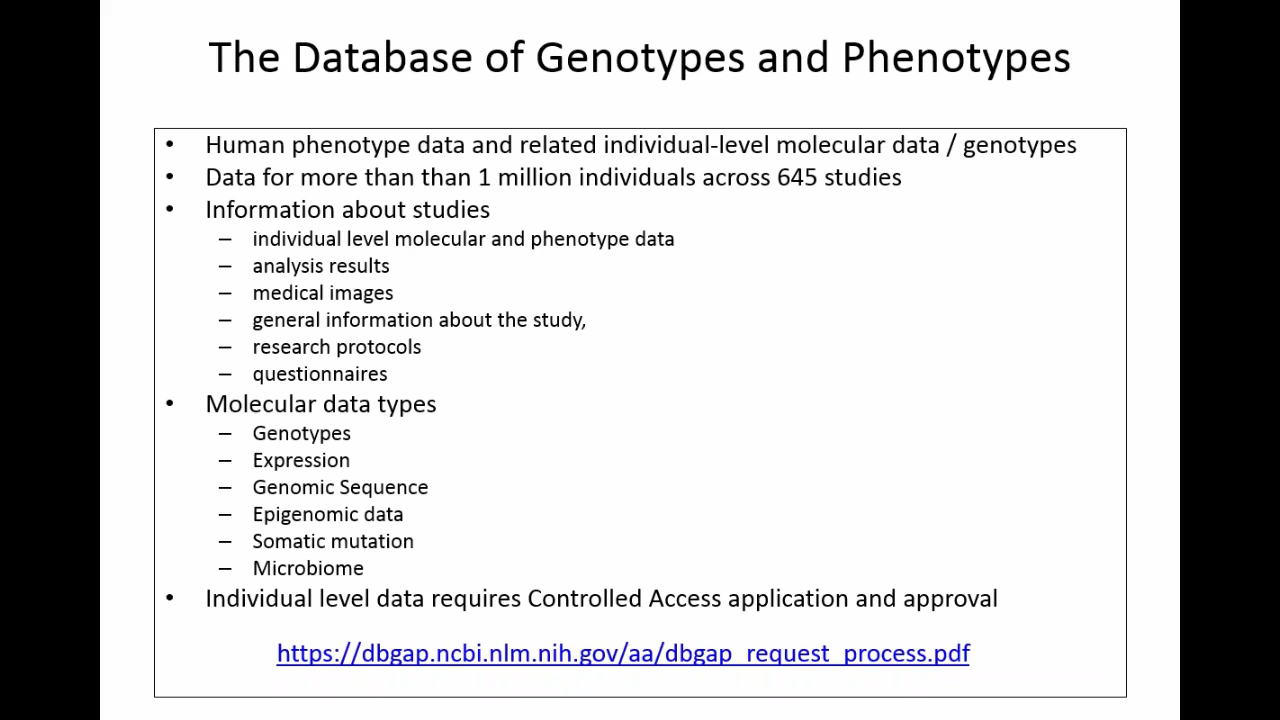 The Database of Genotypes and Phenotypes
• Human phenotype data and related individual-level molecular data / genotypes
• Data for more than than 1 million individuals across 645 studies
• Information about studies
– individual level molecular and phenotype data
– analysis results
– medical images
– general information about the study,
– research protocols
– questionnaires
• Molecular data types
– Genotypes
– Expression
– Genomic Sequence
– Epigenomic data
– Somatic mutation
– Microbiome
• Individual level data requires Controlled Access application and approval
https://dbgap.ncbi.nlm.nih.gov/aa/dbgap_request_process.pdf